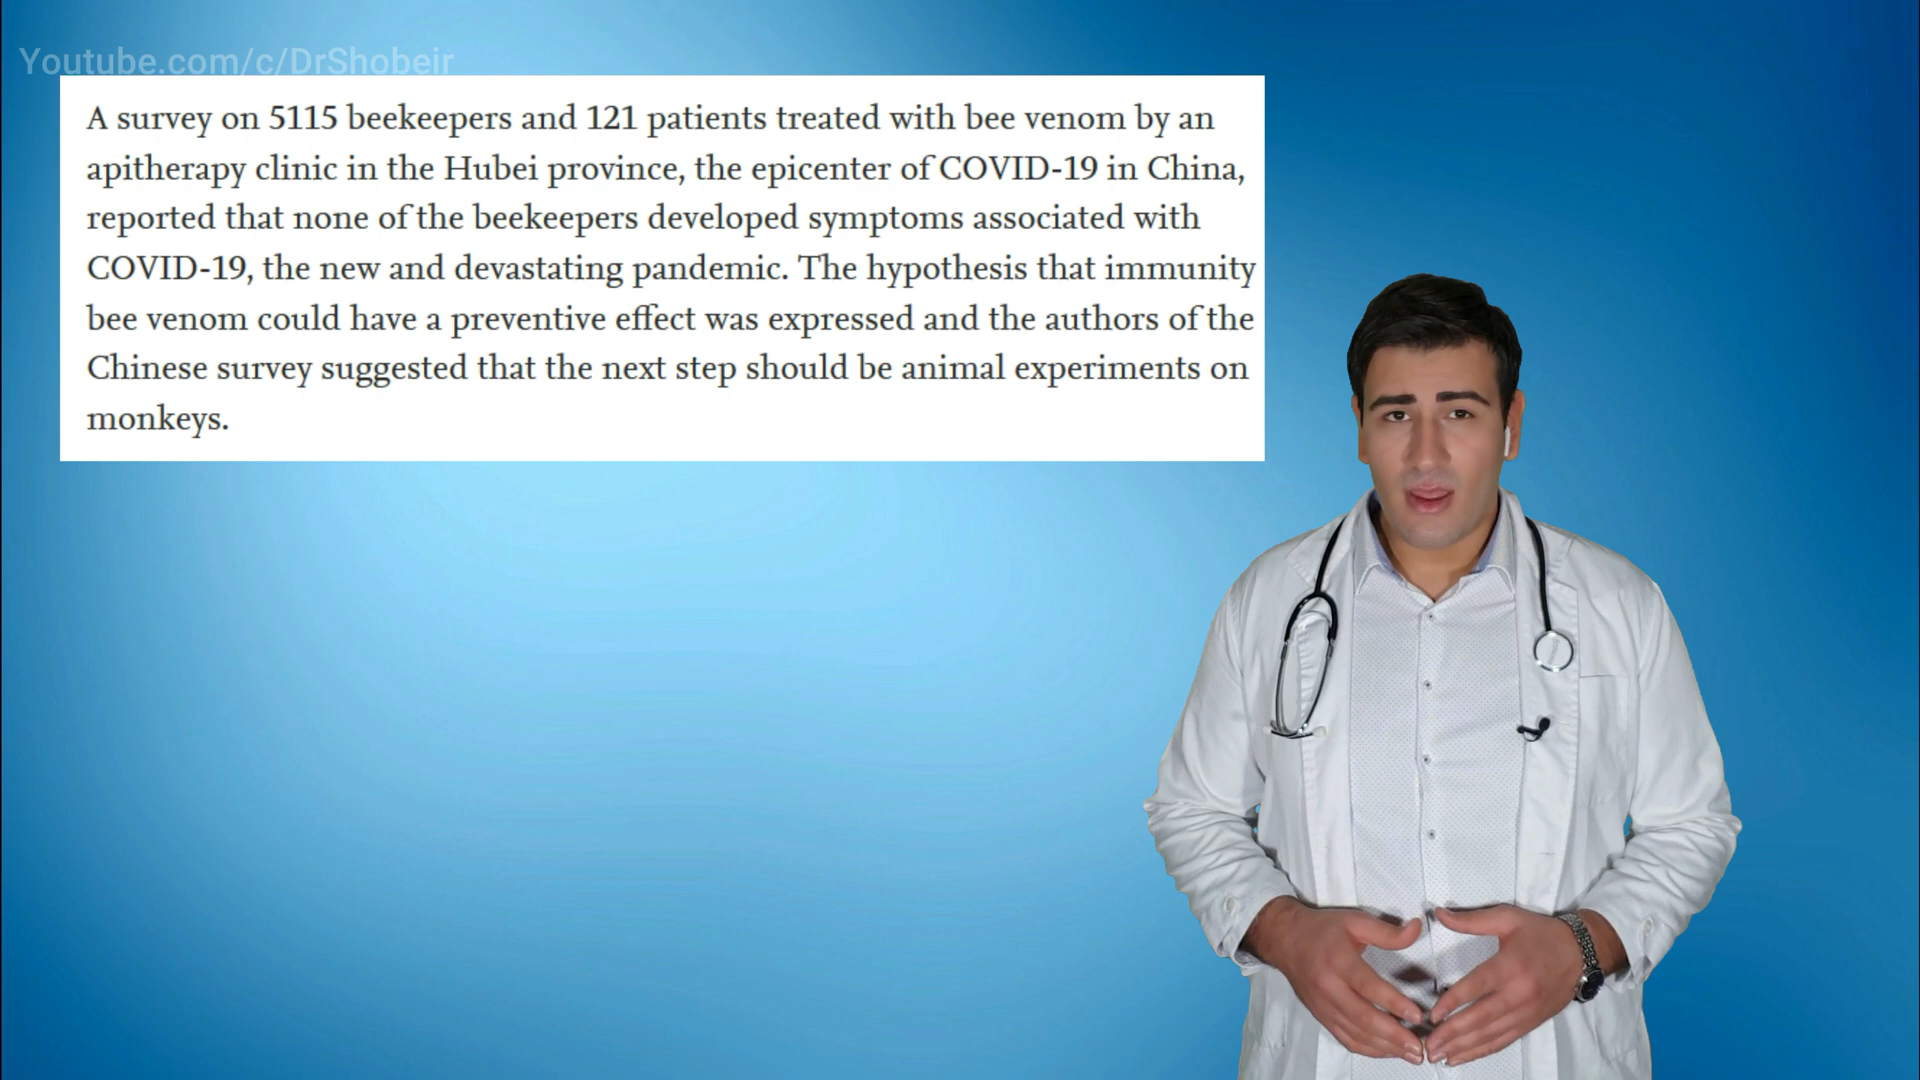 Youtube.com/c/DrShobeir
A survey on 5115 beekeepers and 121 patients treated with bee venom by an
apitherapy clinic in the Hubei province, the epicenter of COVID-19 in China,
reported that none of the beekeepers developed symptoms associated with
COVID-19, the new and devastating pandemic. The hypothesis that immunity
bee venom could have a preventive effect was expressed and the authors of the
Chinese survey suggested that the next step should be animal experiments on
monkeys.